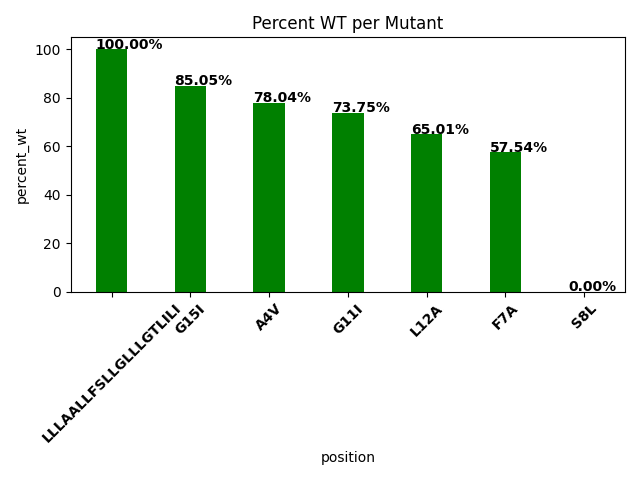 Percent WT per Mutant
percent_wt
100
80
60
40
20
0
100.00%
85.05%
78.04%
73.75%
65.01%
57.54%
0.00%
LLLAALLFSLLGLLLGTLILI
G15I
A4V
G11I
L12A
F7A
S8L
position